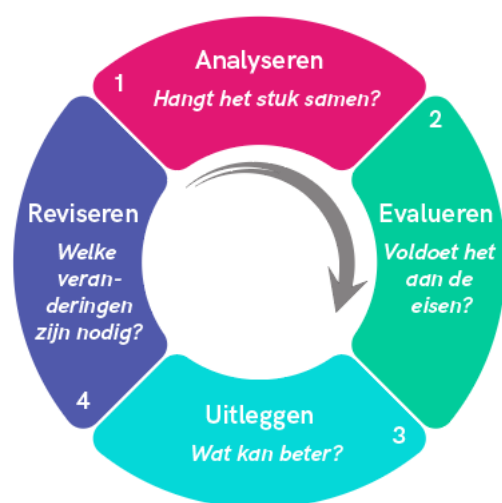 1
Analyseren
Hangt het stuk samen?
2
Evalueren
Voldoet het
aan de
eisen?
3
Uitleggen
Wat kan beter?
4
Reviseren
Welke
veran-
deringen
zijn nodig?